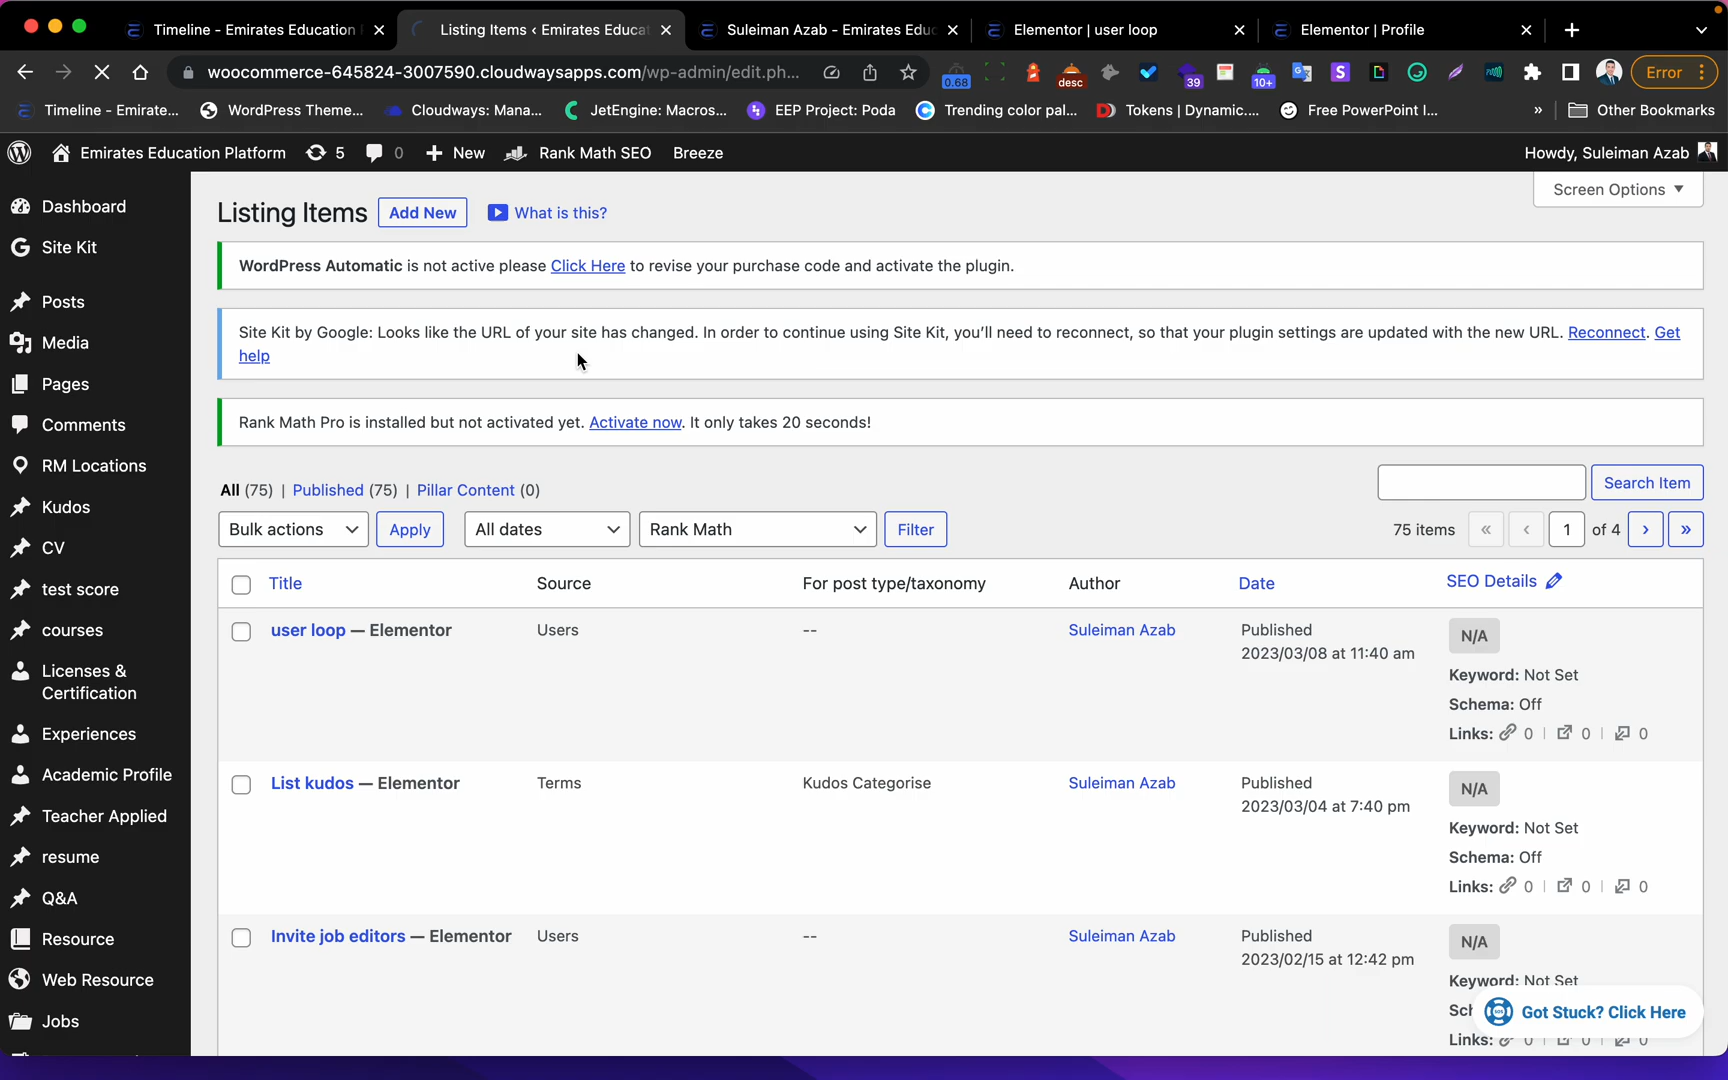 Timeline - Emirates Education
Listing Items ‹ Emirates Educat
Suleiman Azab - Emirates Educ
Elementor | user loop
Elementor | Profile
woocommerce-645824-3007590.cloudwaysapps.com/wp-admin/edit.ph...
0.68
desc
39
10+
Error
Timeline - Emirate...
WordPress Theme...
Cloudways: Mana...
JetEngine: Macros...
EEP Project: Poda
Trending color pal...
Tokens | Dynamic....
Free PowerPoint I...
»
Other Bookmarks
Emirates Education Platform
5
0
New
Rank Math SEO
Breeze
Howdy, Suleiman Azab
Dashboard
Site Kit
Posts
Media
Pages
Comments
RM Locations
Kudos
CV
test score
courses
Licenses &
Certification
Experiences
Academic Profile
Teacher Applied
resume
Q&A
Resource
Web Resource
Jobs
Screen Options
Listing Items
Add New
What is this?
WordPress Automatic is not active please Click Here to revise your purchase code and activate the plugin.
Site Kit by Google: Looks like the URL of your site has changed. In order to continue using Site Kit, you’ll need to reconnect, so that your plugin settings are updated with the new URL. Reconnect. Get
help
Rank Math Pro is installed but not activated yet. Activate now. It only takes 20 seconds!
All (75) | Published (75) | Pillar Content (0)
Search Item
Bulk actions
Apply
All dates
Rank Math
Filter
75 items « ‹ 1 of 4 › »
Title Source For post type/taxonomy Author Date SEO Details
user loop — Elementor Users -- Suleiman Azab Published
2023/03/08 at 11:40 am
N/A
Keyword: Not Set
Schema: Off
Links: 0 | 0 | 0
List kudos — Elementor Terms Kudos Categorise Suleiman Azab Published
2023/03/04 at 7:40 pm
N/A
Keyword: Not Set
Schema: Off
Links: 0 | 0 | 0
Invite job editors — Elementor Users -- Suleiman Azab Published
2023/02/15 at 12:42 pm
N/A
Keyword: Not Set
Sch
Got Stuck? Click Here
Links: 0 | 0 | 0